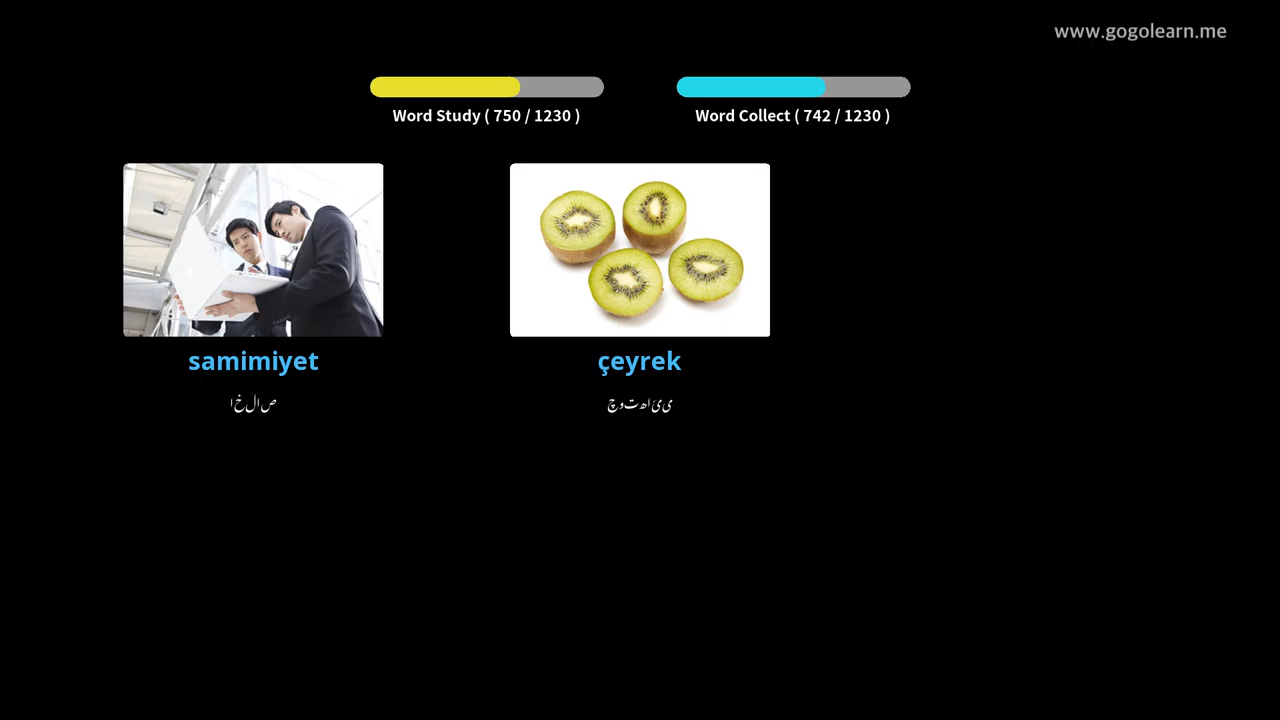 www.gogolearn.me
Word Study ( 750 / 1230 ) Word Collect ( 742 / 1230 )
samimiyet çeyrek
اخلاص چوتھائی